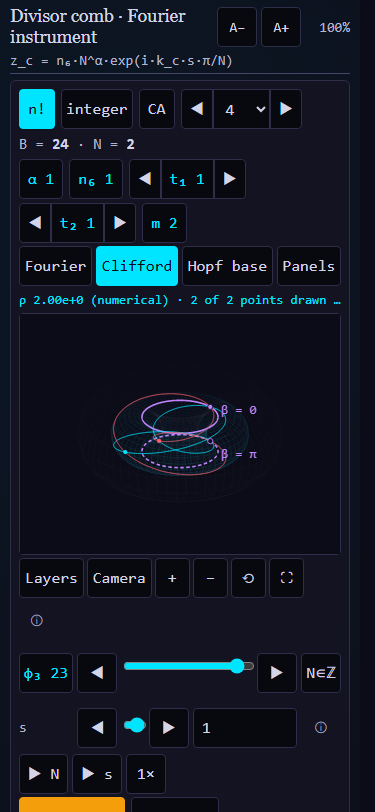 Divisor comb · Fourier instrument A− A+ 100%
z_c = n₆·N^α·exp(i·k_c·s·π/N)
n! integer CA ◀ 4 ▶
B = 24 · N = 2
α 1 n₆ 1 ◀ t₁ 1 ▶
◀ t₂ 1 ▶ m 2
Fourier Clifford Hopf base Panels
ρ 2.00e+0 (numerical) · 2 of 2 points drawn …
β = 0
β = π
Layers Camera + − ⟲ ⛶
ⓘ
ϕ₃ 23 ◀ ▶ N∈ℤ
s ◀ ▶ 1 ⓘ
▶ N ▶ s 1×